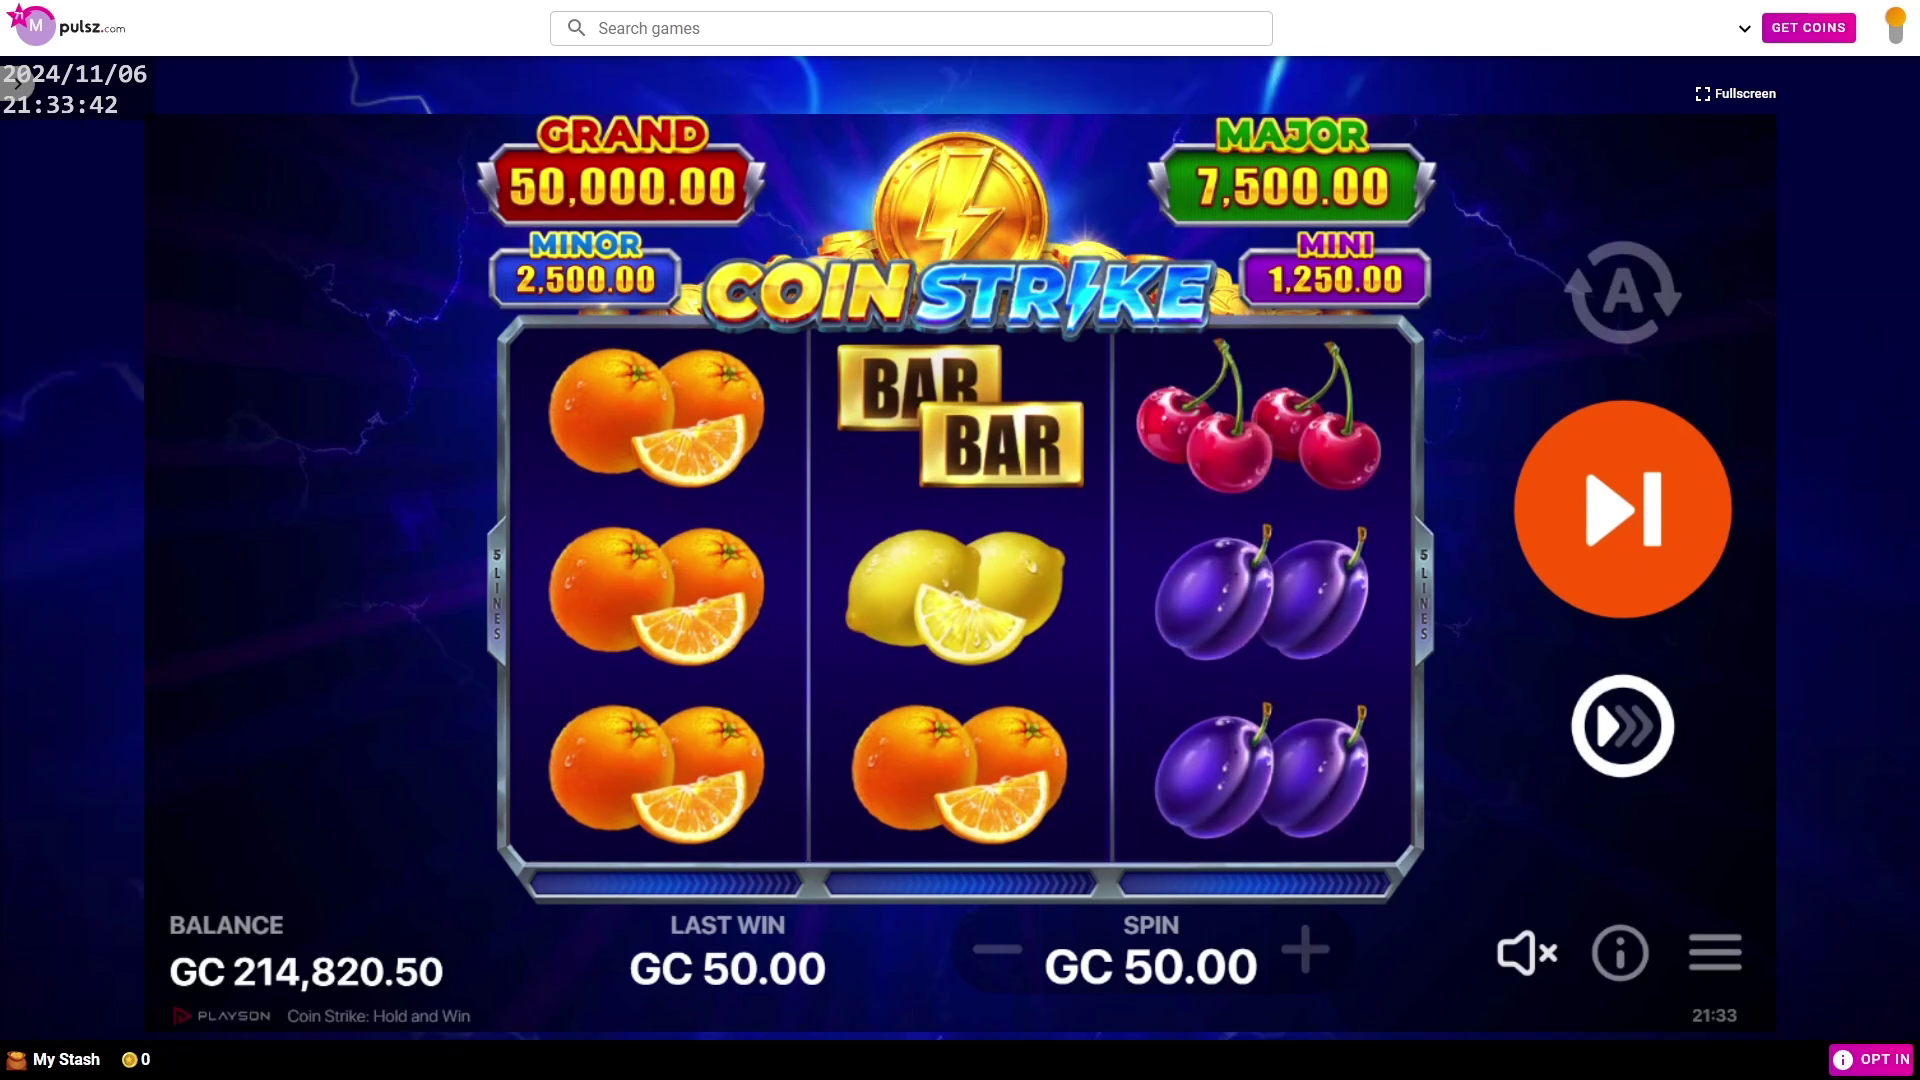 71
M
pulsz.com
Search games
GET COINS
2024/11/06
21:33:42
Fullscreen
GRAND
50,000.00
MAJOR
7,500.00
MINOR
2,500.00
MINI
1,250.00
COIN STRIKE
A
BAR
BAR
5 LINES
5 LINES
BALANCE
GC 214,820.50
LAST WIN
GC 50.00
SPIN
GC 50.00
PLAYSON
Coin Strike: Hold and Win
21:33
My Stash
0
OPT IN